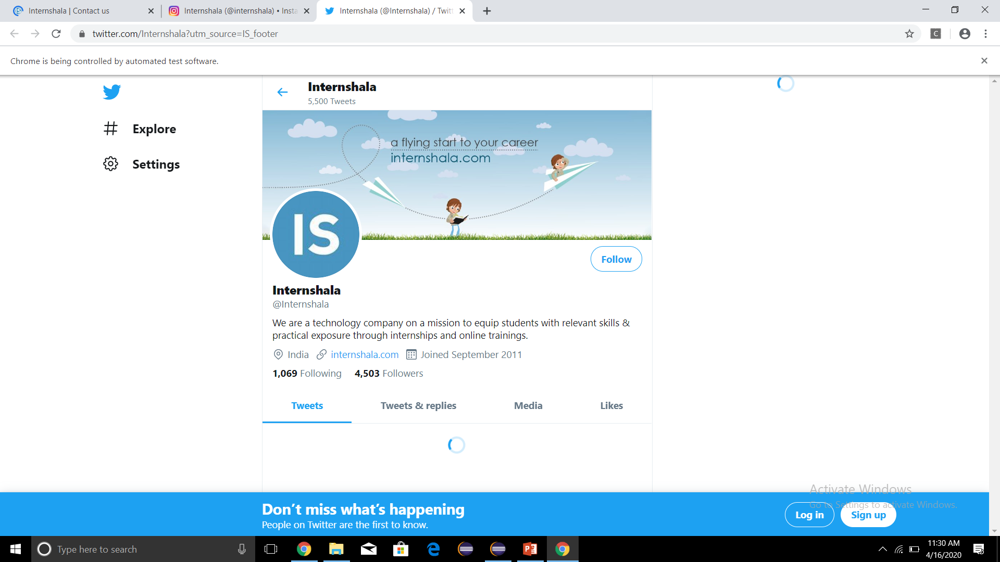 Internshala | Contact us
Internshala (@internshala) • Insta
Internshala (@Internshala) / Twitt
twitter.com/Internshala?utm_source=IS_footer
C
Chrome is being controlled by automated test software.
Internshala
5,500 Tweets
Explore
Settings
a flying start to your career
internshala.com
IS
Follow
Internshala
@Internshala
We are a technology company on a mission to equip students with relevant skills &
practical exposure through internships and online trainings.
India internshala.com Joined September 2011
1,069 Following 4,503 Followers
Tweets Tweets & replies Media Likes
Activate Windows
Go to Settings to activate Windows.
Don’t miss what’s happening
People on Twitter are the first to know.
Log in Sign up
Type here to search
11:30 AM
4/16/2020